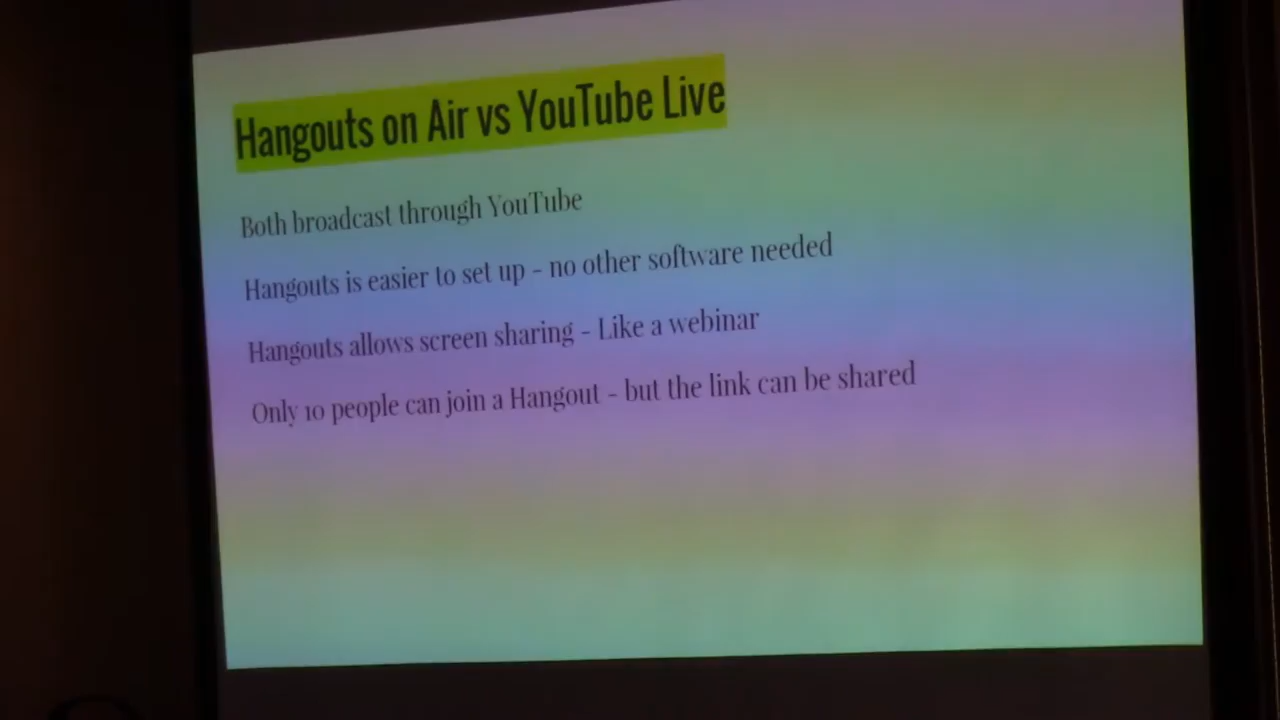 Hangouts on Air vs YouTube Live
Both broadcast through YouTube
Hangouts is easier to set up - no other software needed
Hangouts allows screen sharing - Like a webinar
Only 10 people can join a Hangout - but the link can be shared